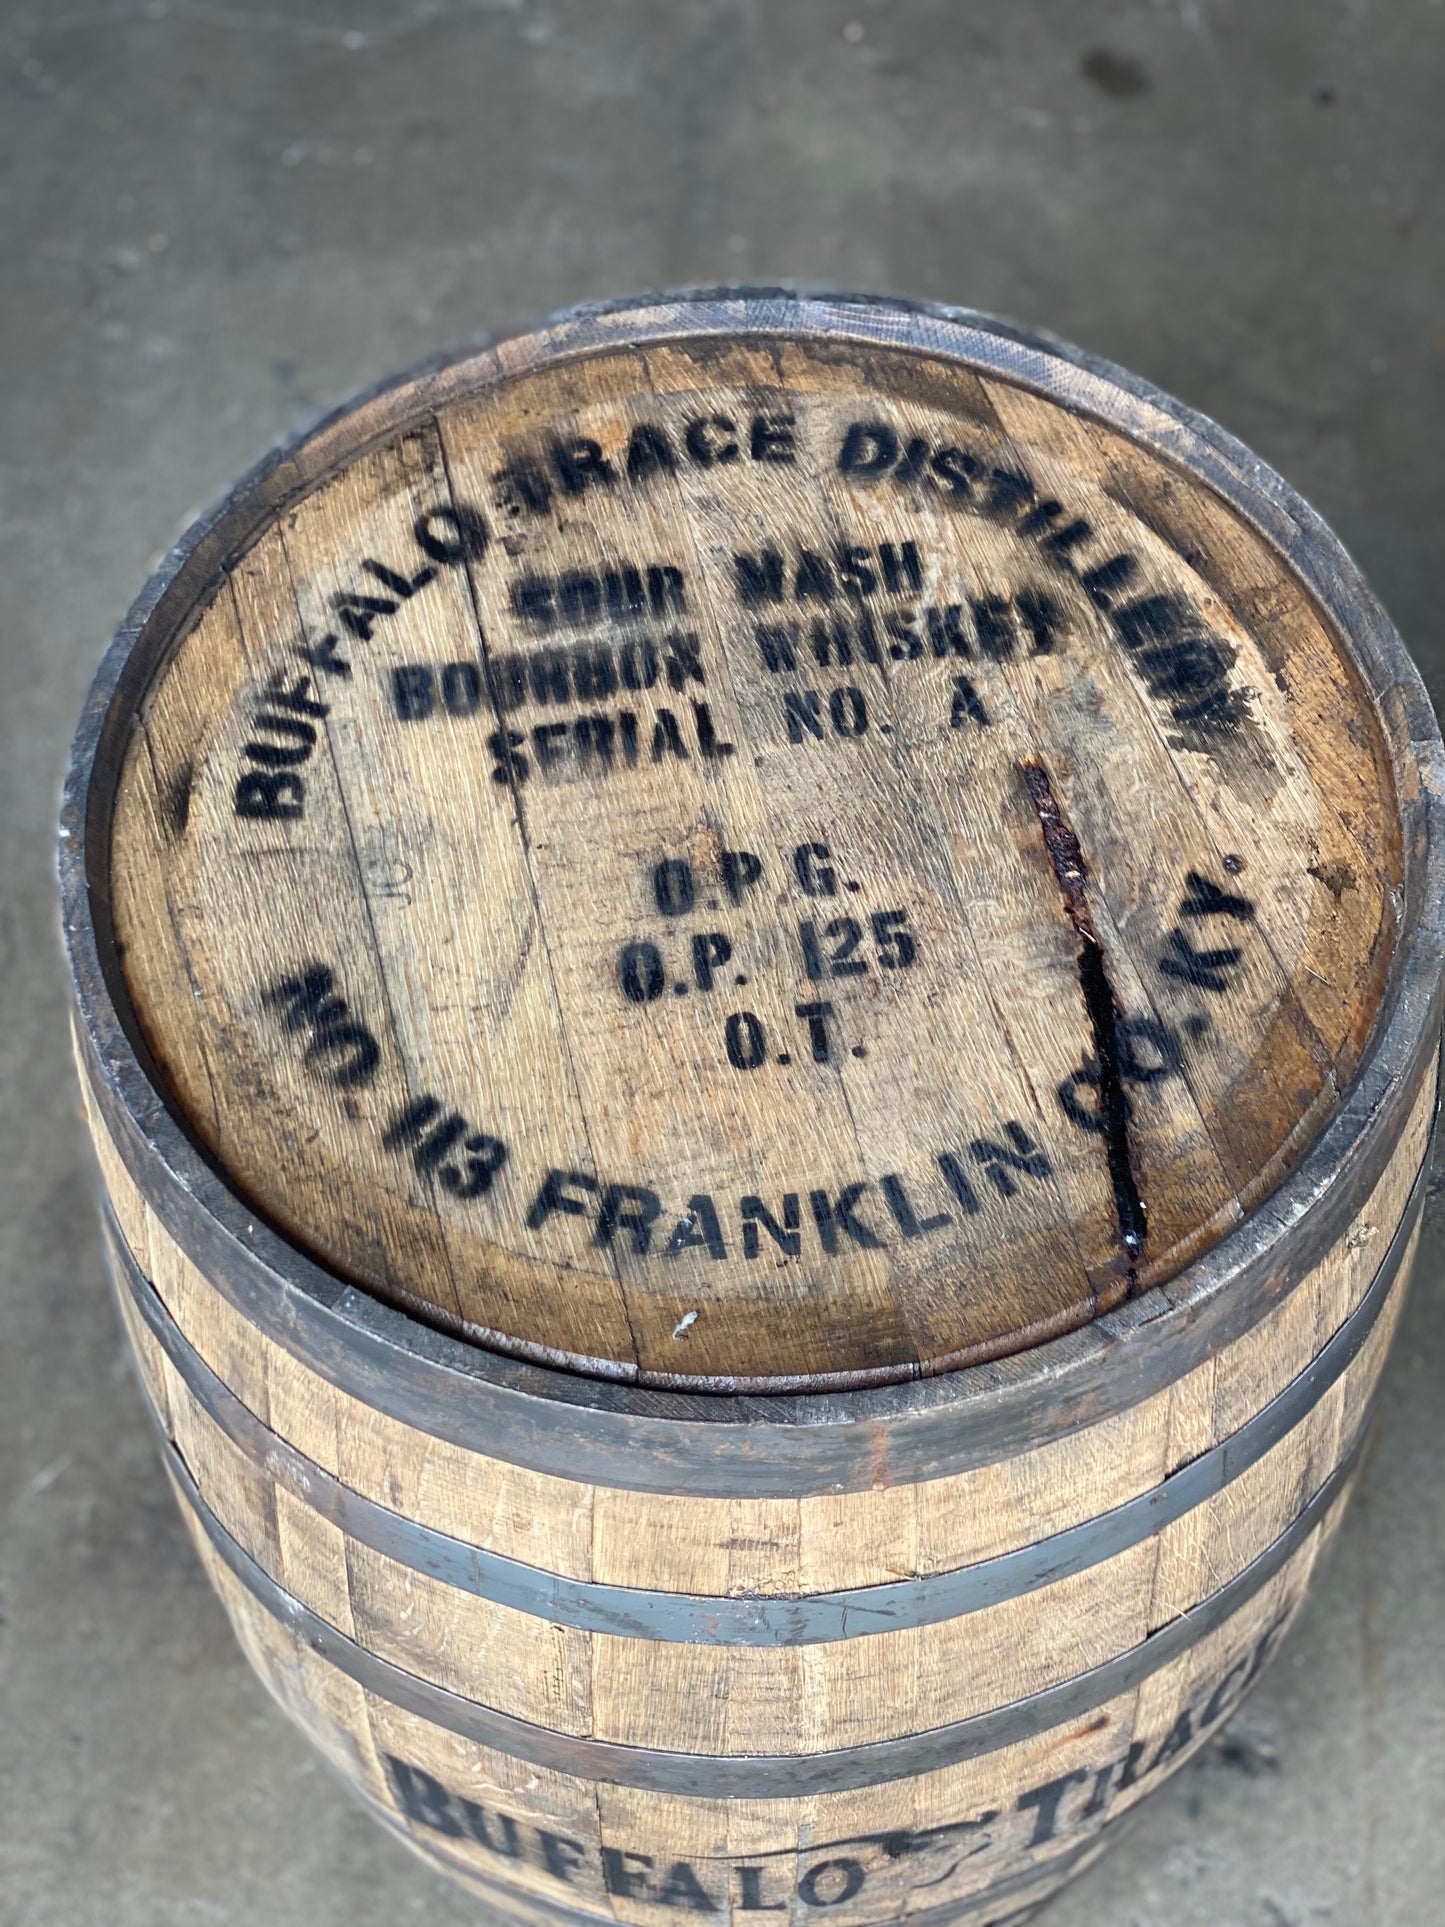 BUFFALO TRACE DISTILLERY
SOUR MASH
BOURBON WHISKEY
SERIAL NO. A
O.P.G.
O.P. 125
O.T.
NO. 113 FRANKLIN CO. KY.
BUFFALO TRACE